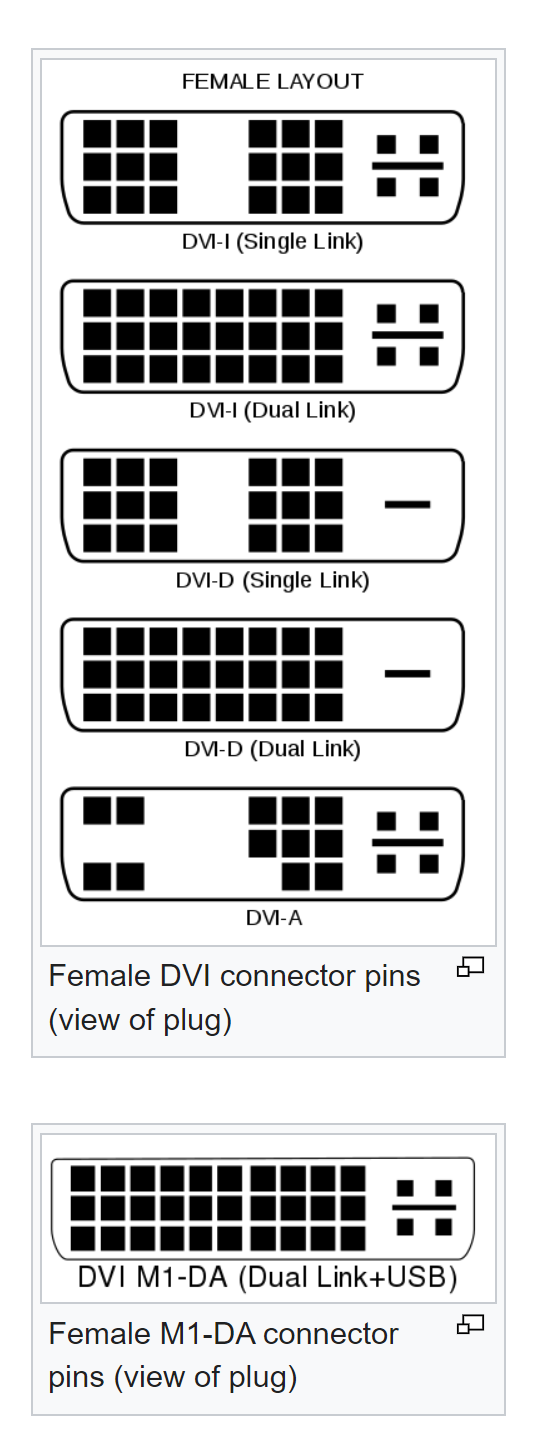 FEMALE LAYOUT
DVI-I (Single Link)
DVI-I (Dual Link)
DVI-D (Single Link)
DVI-D (Dual Link)
DVI-A
Female DVI connector pins
(view of plug)
DVI M1-DA (Dual Link+USB)
Female M1-DA connector
pins (view of plug)